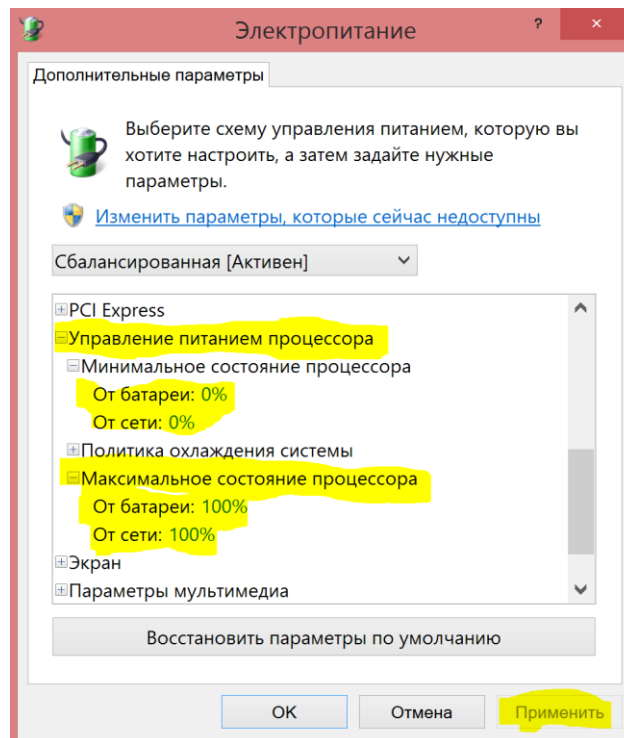 Электропитание
?
×
Дополнительные параметры
Выберите схему управления питанием, которую вы
хотите настроить, а затем задайте нужные
параметры.
Изменить параметры, которые сейчас недоступны
Сбалансированная [Активен]
PCI Express
Управление питанием процессора
Минимальное состояние процессора
От батареи: 0%
От сети: 0%
Политика охлаждения системы
Максимальное состояние процессора
От батареи: 100%
От сети: 100%
Экран
Параметры мультимедиа
Восстановить параметры по умолчанию
OK
Отмена
Применить